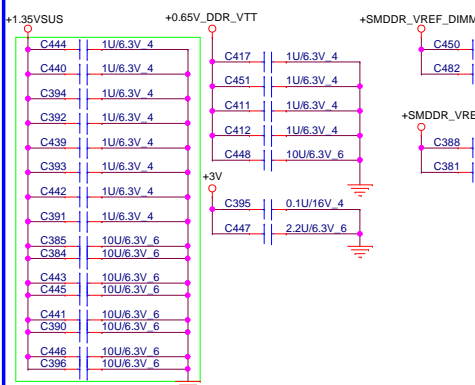 +1.35VSUS
C444 1U/6.3V_4
C440 1U/6.3V_4
C394 1U/6.3V_4
C392 1U/6.3V_4
C439 1U/6.3V_4
C393 1U/6.3V_4
C442 1U/6.3V_4
C391 1U/6.3V_4
C385 10U/6.3V_6
C384 10U/6.3V_6
C443 10U/6.3V_6
C445 10U/6.3V_6
C441 10U/6.3V_6
C390 10U/6.3V_6
C446 10U/6.3V_6
C396 10U/6.3V_6
+0.65V_DDR_VTT
C417 1U/6.3V_4
C451 1U/6.3V_4
C411 1U/6.3V_4
C412 1U/6.3V_4
C448 10U/6.3V_6
+3V
C395 0.1U/16V_4
C447 2.2U/6.3V_6
+SMDDR_VREF_DIMM
C450
C482
+SMDDR_VRE
C388
C381